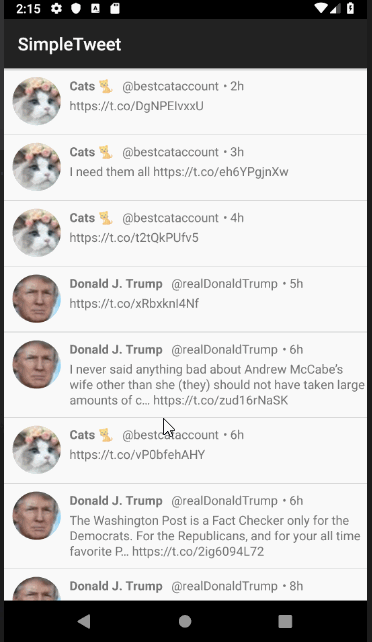 2:15
SimpleTweet
Cats 🐈 @bestcataccount • 2h
https://t.co/DgNPEIvxxU
Cats 🐈 @bestcataccount • 3h
I need them all https://t.co/eh6YPgjnXw
Cats 🐈 @bestcataccount • 4h
https://t.co/t2tQkPUfv5
Donald J. Trump @realDonaldTrump • 5h
https://t.co/xRbxknI4Nf
Donald J. Trump @realDonaldTrump • 6h
I never said anything bad about Andrew McCabe's
wife other than she (they) should not have taken large
amounts of c… https://t.co/zud16rNaSK
Cats 🐈 @bestcataccount • 6h
https://t.co/vP0bfehAHY
Donald J. Trump @realDonaldTrump • 6h
The Washington Post is a Fact Checker only for the
Democrats. For the Republicans, and for your all time
favorite P… https://t.co/2ig6094L72
Donald J. Trump @realDonaldTrump • 8h